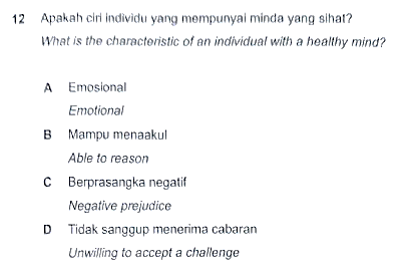 12 Apakah ciri individu yang mempunyai minda yang sihat?
What is the characteristic of an individual with a healthy mind?
A Emosional
Emotional
B Mampu menaakul
Able to reason
C Berprasangka negatif
Negative prejudice
D Tidak sanggup menerima cabaran
Unwilling to accept a challenge